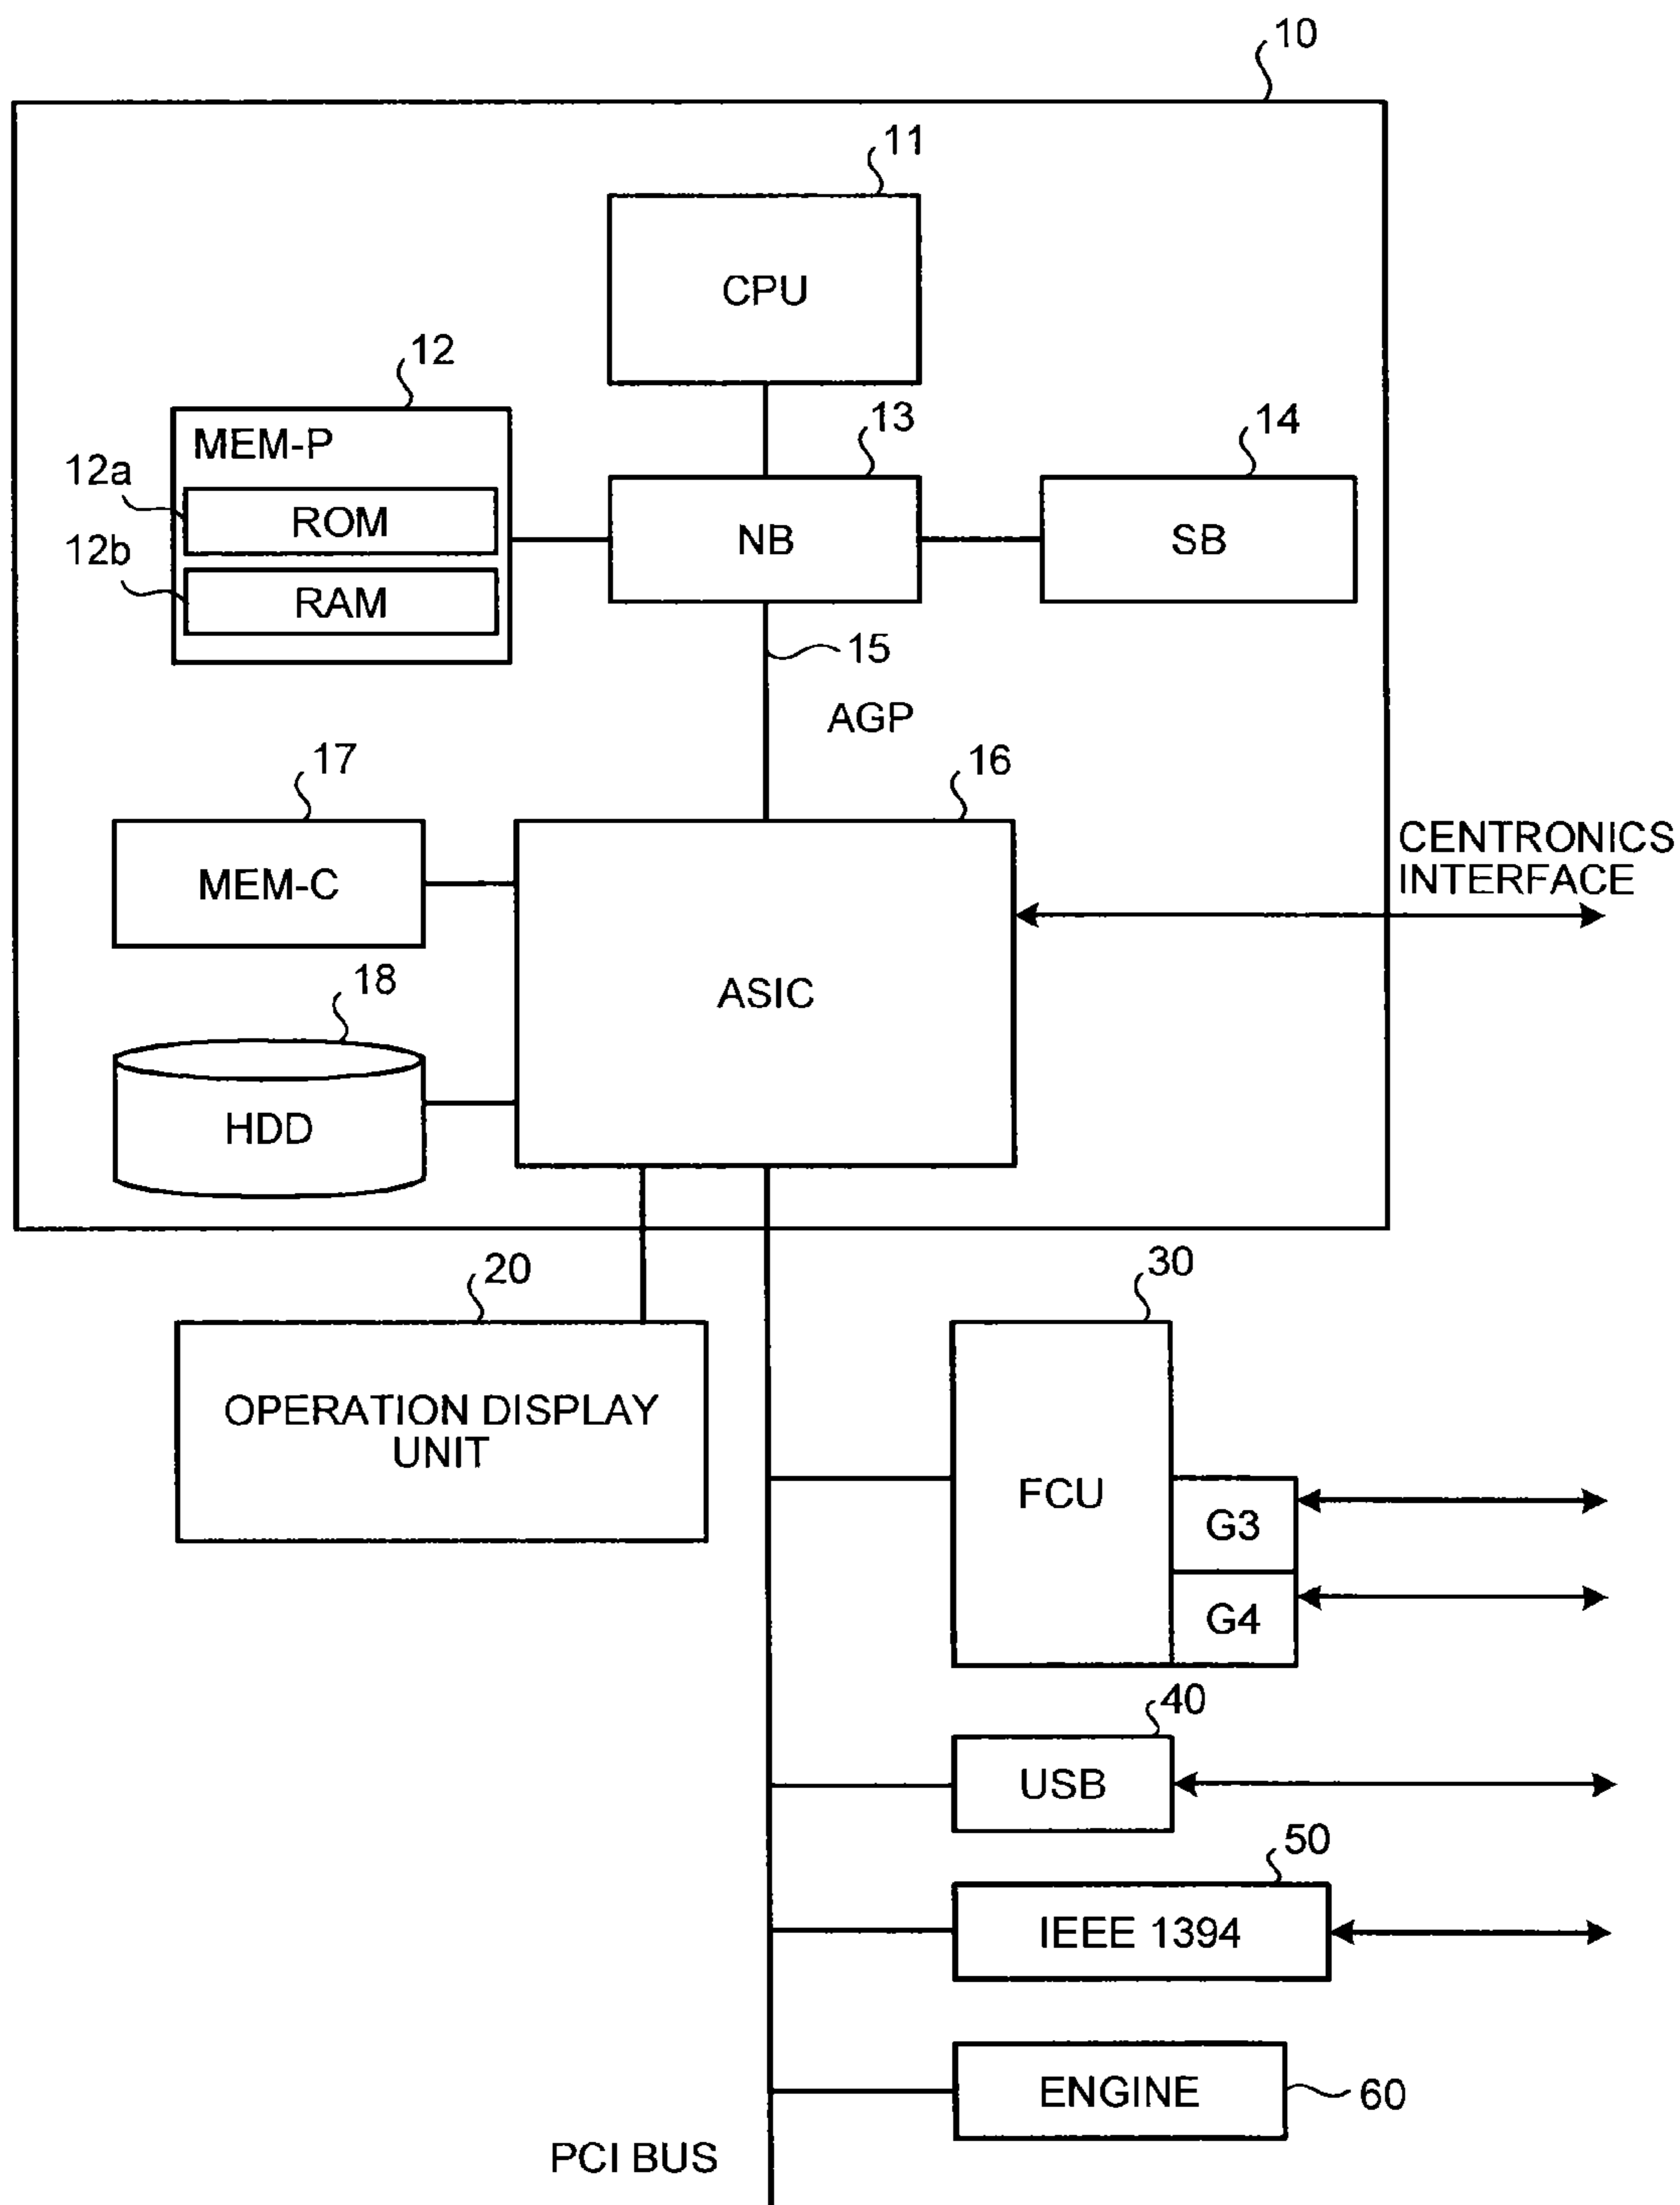 10
11
CPU
12
13
14
MEM-P
12a
ROM
NB
SB
12b
RAM
15
AGP
17
16
CENTRONICS
INTERFACE
MEM-C
18
ASIC
HDD
20
30
OPERATION DISPLAY
UNIT
FCU
G3
G4
40
USB
50
IEEE 1394
ENGINE
60
PCI BUS